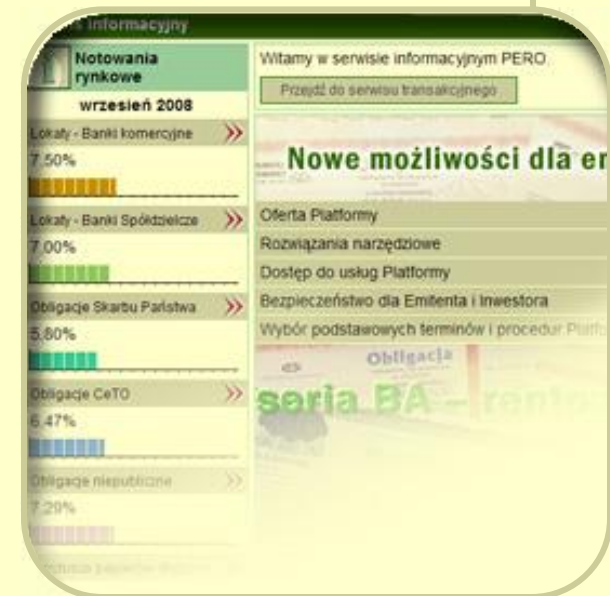 informacyjny
Notowania
rynkowe
wrzesień 2008
Lokaty - Banki komercyjne
7,50%
Lokaty - Banki Spółdzielcze
7,00%
Obligacje Skarbu Państwa
5,80%
Obligacje CeTO
6,47%
Obligacje niepubliczne
7,29%
Witamy w serwisie informacyjnym PERO.
Przejdź do serwisu transakcyjnego
Nowe możliwości dla
Oferta Platformy
Rozwiązania narzędziowe
Dostęp do usług Platformy
Bezpieczeństwo dla Emitenta i Inwestora
Wybór podstawowych terminów i procedur
Obligacja
seria BA –